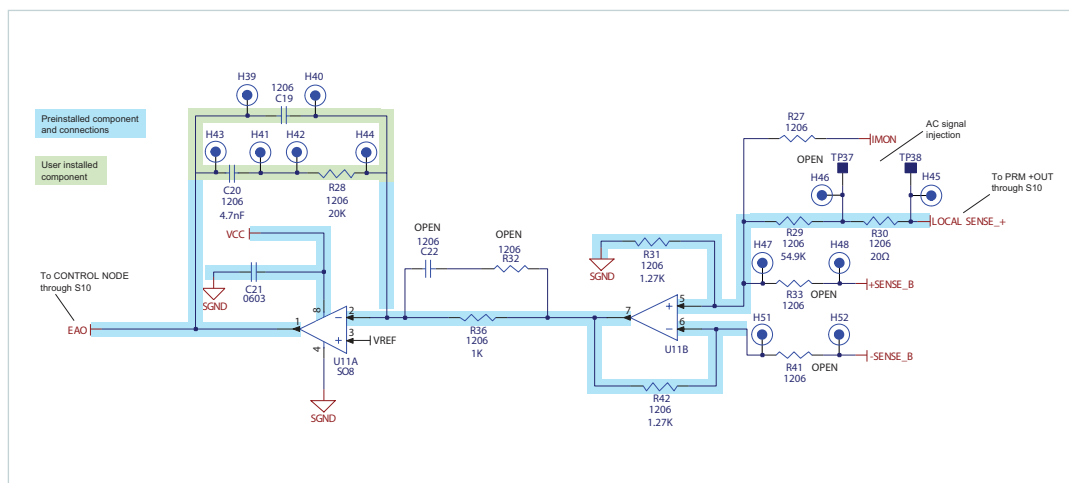 Preinstalled component
and connections
User installed
component
H39
H40
1206
C19
H43
H41
H42
H44
C20
1206
4.7nF
R28
1206
20K
VCC
SGND
C21
0603
To CONTROL NODE
through S10
EAO
1
8
4
2
3
VREF
U11A
SO8
SGND
OPEN
1206
C22
OPEN
1206
R32
R36
1206
1K
SGND
R31
1206
1.27K
7
5
6
U11B
R42
1206
1.27K
R27
1206
IMON
AC signal
injection
OPEN
TP37
TP38
H46
H45
To PRM +OUT
through S10
LOCAL SENSE_+
R29
1206
54.9K
R30
1206
20Ω
H47
H48
R33
1206
OPEN
+SENSE_B
H51
H52
R41
1206
OPEN
-SENSE_B